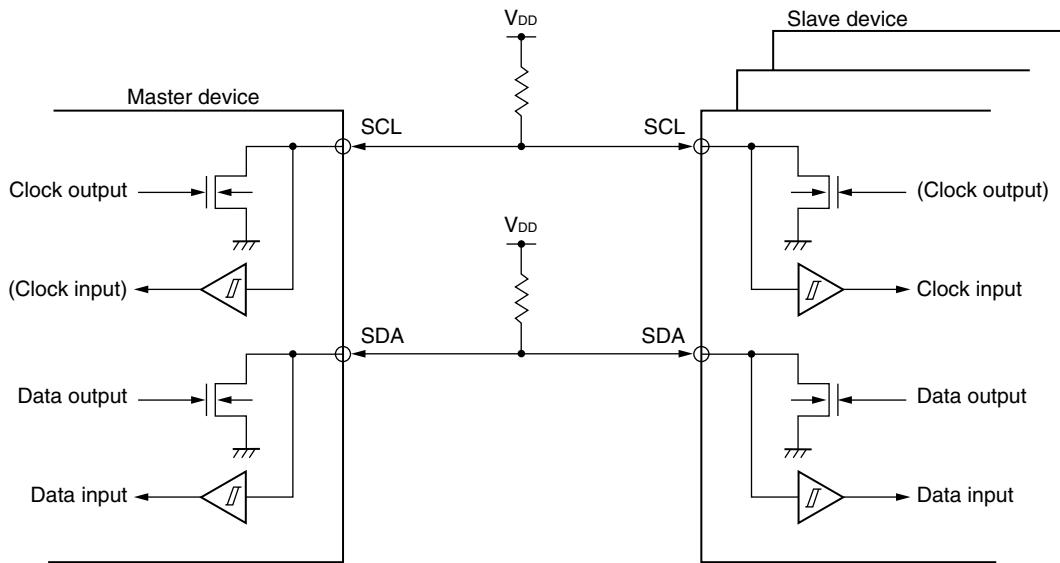 VDD
Slave device
Master device
SCL
SCL
Clock output
(Clock output)
VDD
(Clock input)
Clock input
SDA
SDA
Data output
Data output
Data input
Data input